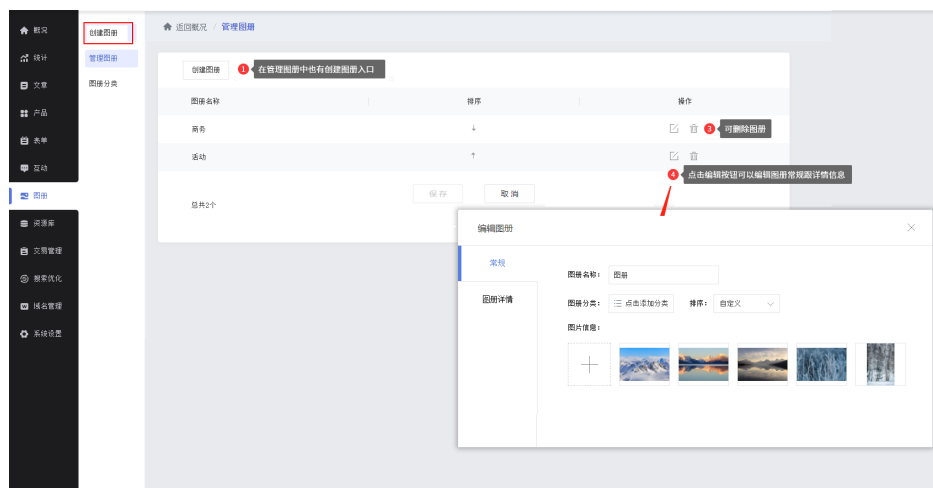 概况
统计
文章
产品
表单
互动
图册
资源库
交易管理
搜索优化
域名管理
系统设置
创建图册
管理图册
图册分类
返回概况 / 管理图册
创建图册
1 在管理图册中也有创建图册入口
图册名称 排序 操作
商务 ↓
3 可删除图册
活动 ↑
4 点击编辑按钮可以编辑图册常规跟详情信息
保存 取消
总共2个
编辑图册
常规
图册详情
图册名称： 图册
图册分类： 点击添加分类 排序： 自定义
图片信息：